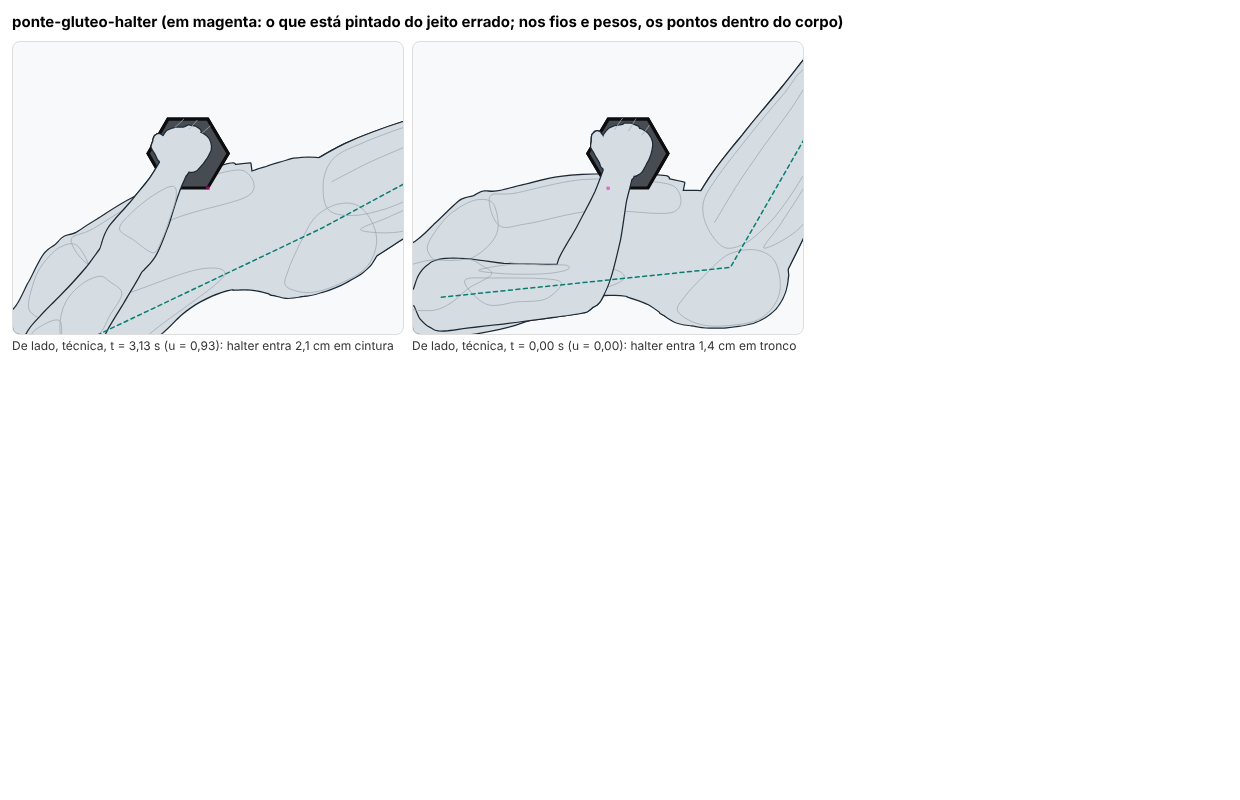 ponte-gluteo-halter (em magenta: o que está pintado do jeito errado; nos fios e pesos, os pontos dentro do corpo)
De lado, técnica, t = 3,13 s (u = 0,93): halter entra 2,1 cm em cintura
De lado, técnica, t = 0,00 s (u = 0,00): halter entra 1,4 cm em tronco